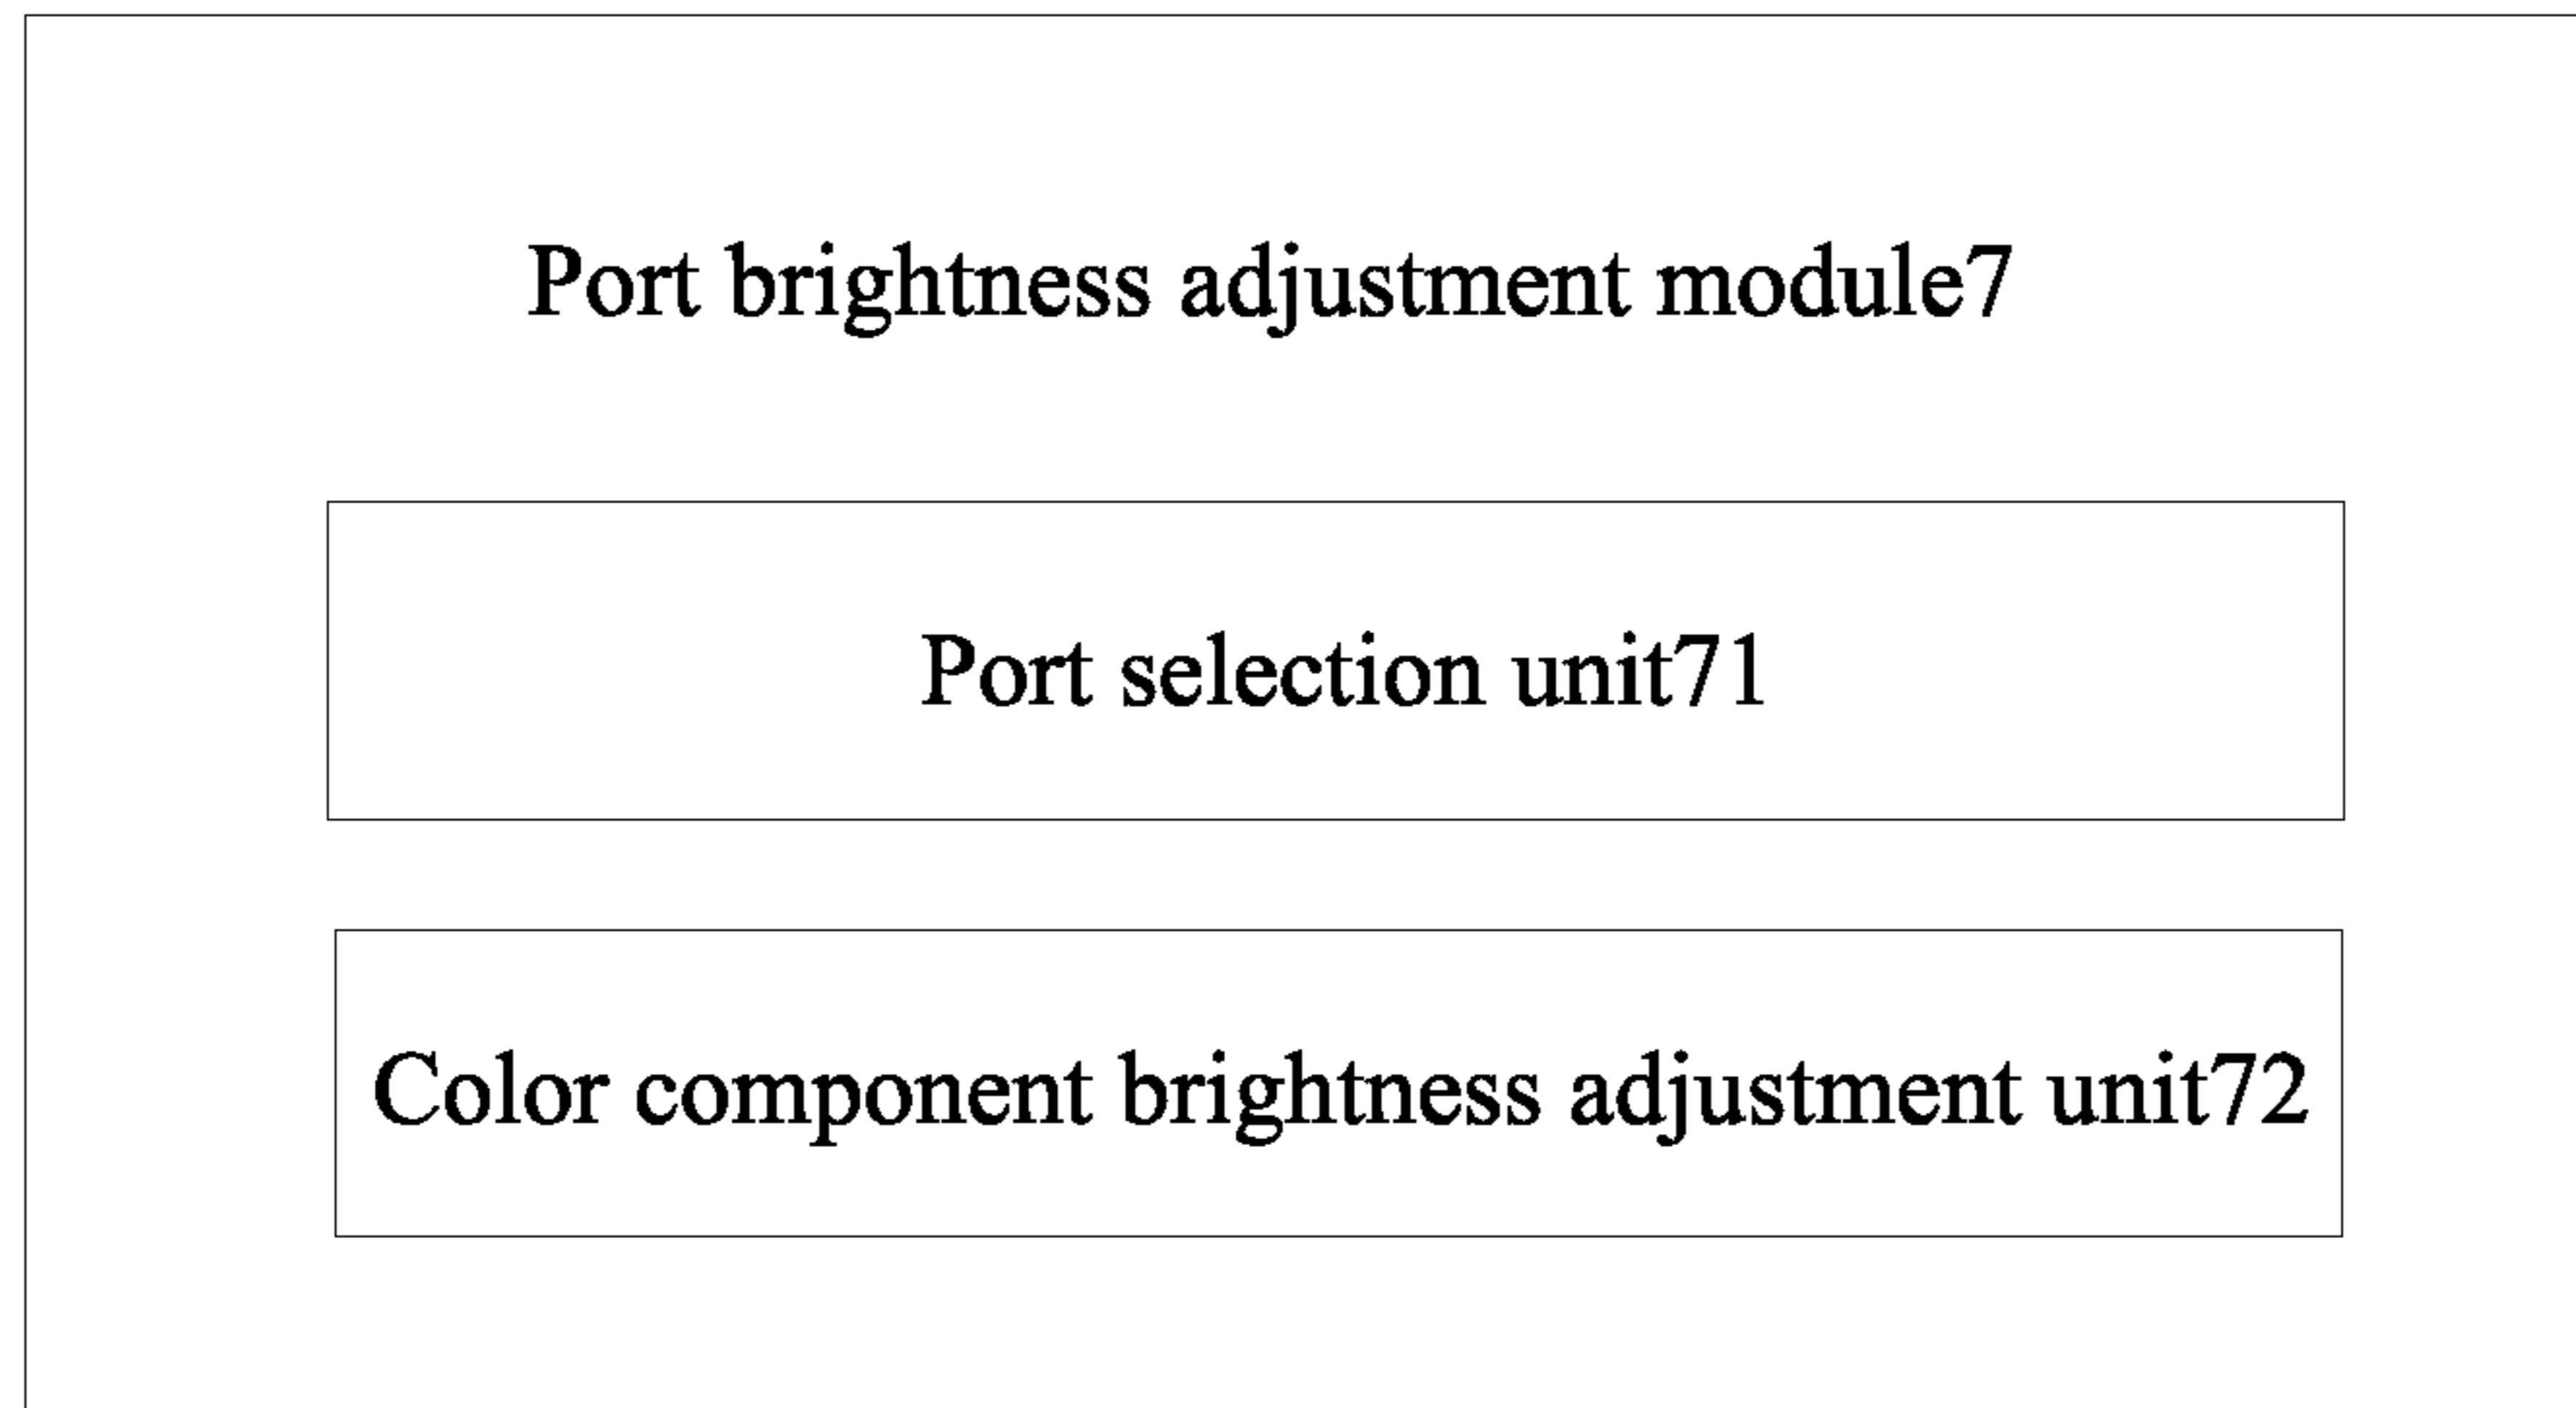 Port brightness adjustment module7
Port selection unit71
Color component brightness adjustment unit72